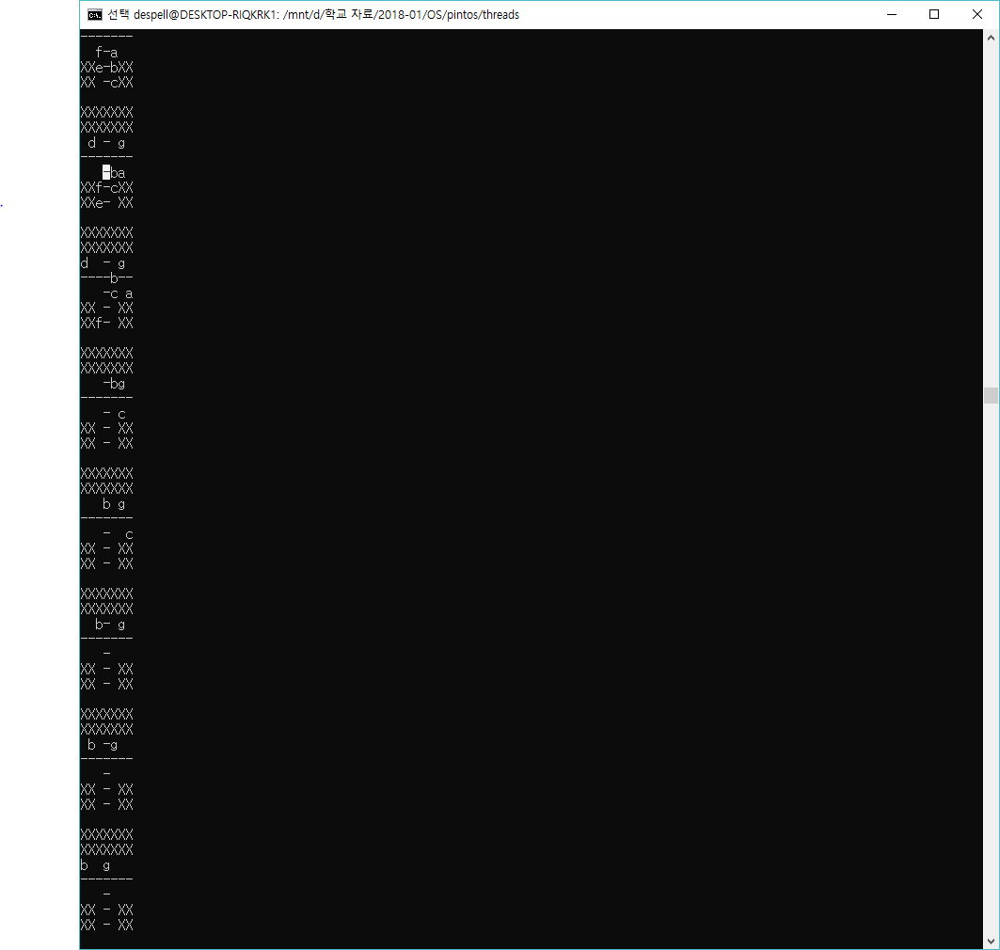 선택 despell@DESKTOP-RIQKRK1: /mnt/d/학교 자료/2018-01/OS/pintos/threads
-------
  f-a
XXe-bXX
XX -cXX

XXXXXXX
XXXXXXX
 d - g
-------
   -ba
XXf-cXX
XXe- XX

XXXXXXX
XXXXXXX
d  - g
----b--
   -c a
XX - XX
XXf- XX

XXXXXXX
XXXXXXX
   -bg
-------
   - c
XX - XX
XX - XX

XXXXXXX
XXXXXXX
   b g
-------
   -  c
XX - XX
XX - XX

XXXXXXX
XXXXXXX
  b- g
-------
   -
XX - XX
XX - XX

XXXXXXX
XXXXXXX
 b -g
-------
   -
XX - XX
XX - XX

XXXXXXX
XXXXXXX
b  g
-------
   -
XX - XX
XX - XX